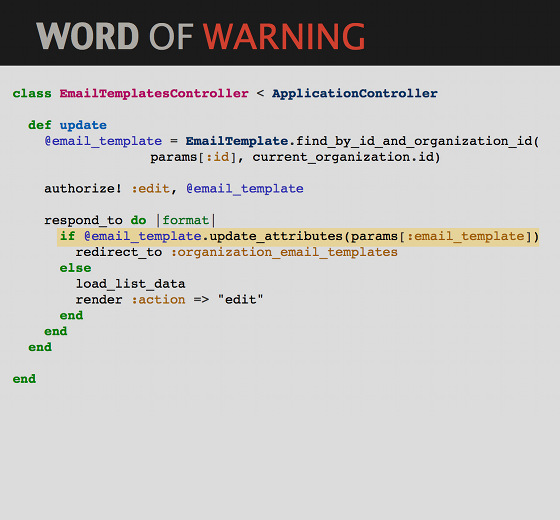 WORD OF WARNING
class EmailTemplatesController < ApplicationController
def update
@email_template = EmailTemplate.find_by_id_and_organization_id(
params[:id], current_organization.id)
authorize! :edit, @email_template
respond_to do |format|
if @email_template.update_attributes(params[:email_template])
redirect_to :organization_email_templates
else
load_list_data
render :action => "edit"
end
end
end
end